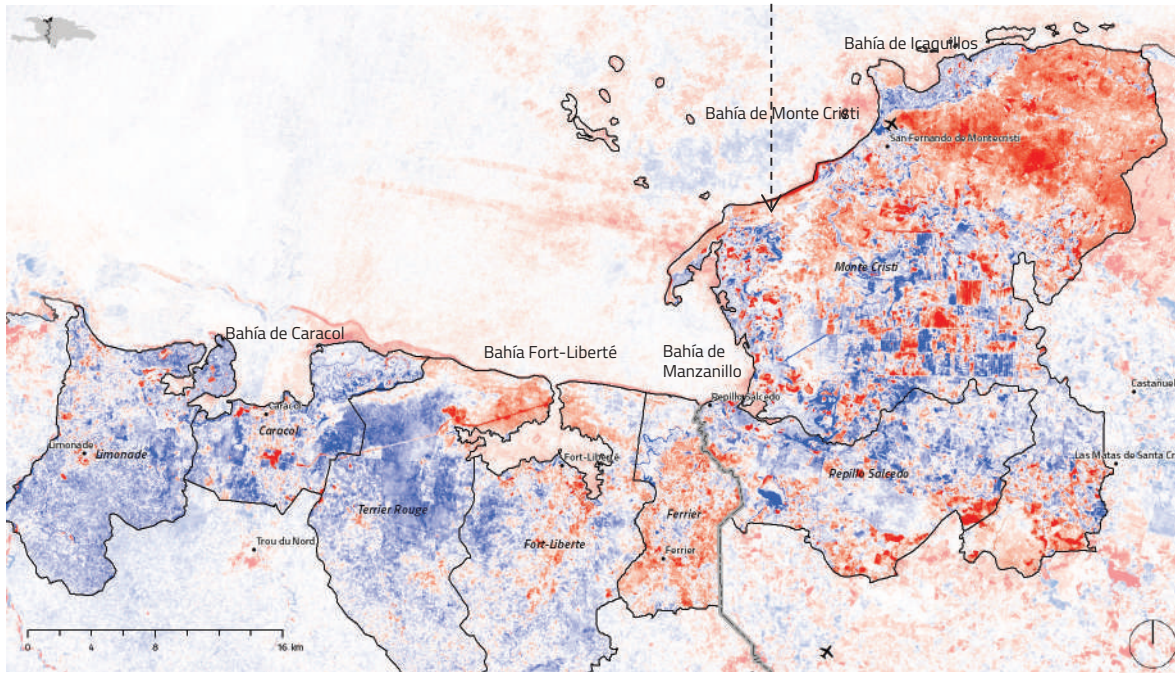 Bahía de Icaquillos
Bahía de Monte Cristi
San Fernando de Montecristi
Monte Cristi
Bahía de Caracol
Bahía Fort-Liberté
Bahía de
Manzanillo
Pepillo Salcedo
Castañuel
Caracol
Caracol
Limonade
Limonade
Fort-Liberté
Las Matas de Santa Cr
Pepillo Salcedo
Terrier Rouge
Ferrier
Trou du Nord
Fort-Liberte
Ferrier
0 4 8 16 km